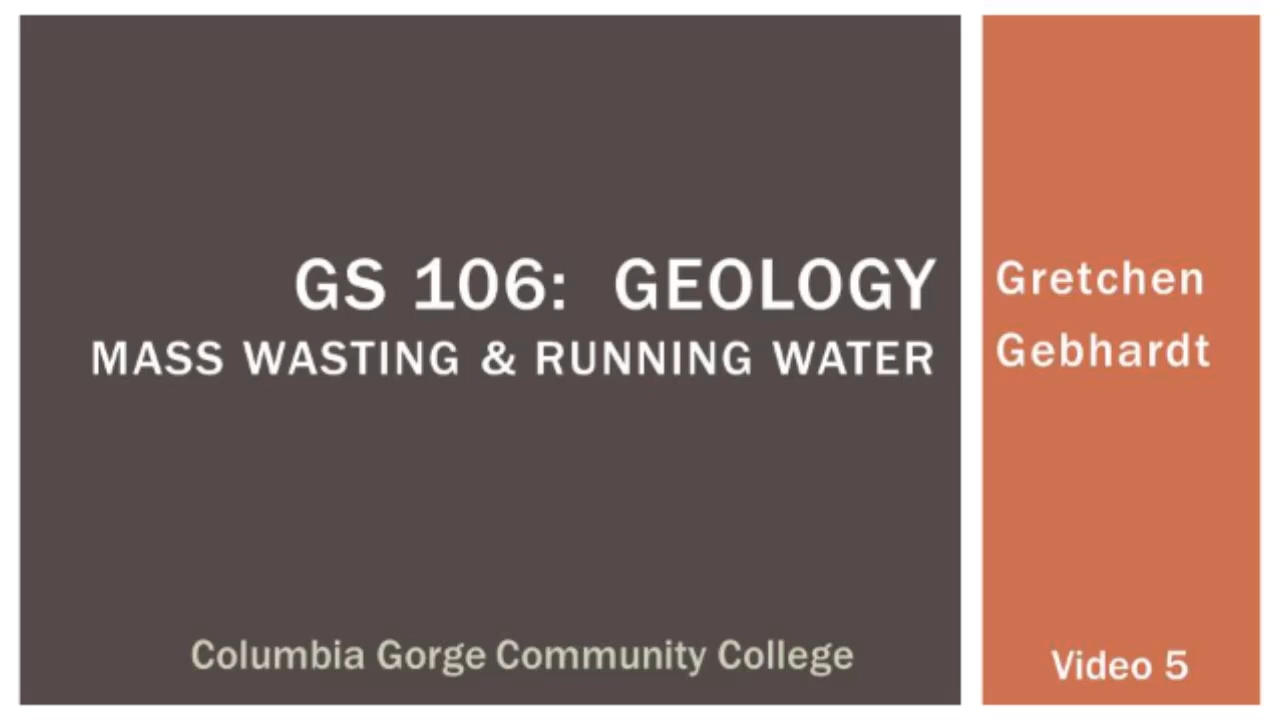 GS 106: GEOLOGY
MASS WASTING & RUNNING WATER
Gretchen
Gebhardt
Columbia Gorge Community College
Video 5